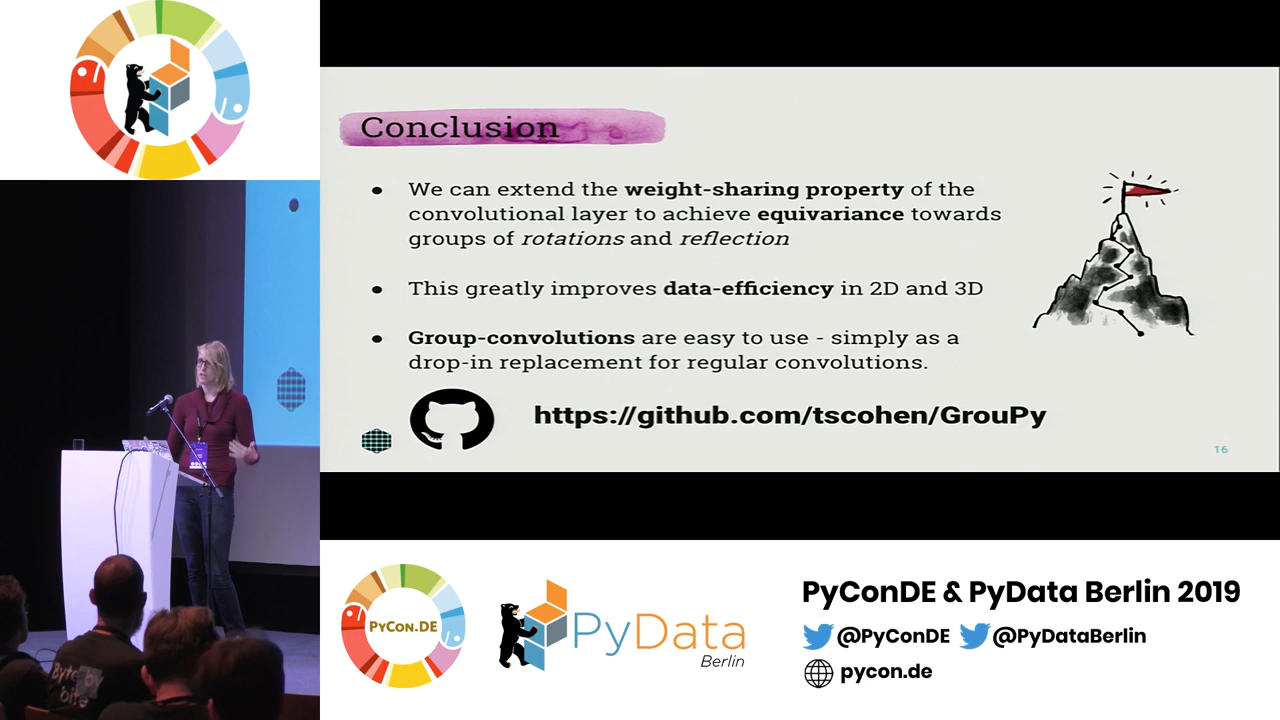 Conclusion
● We can extend the weight-sharing property of the
convolutional layer to achieve equivariance towards
groups of rotations and reflection
● This greatly improves data-efficiency in 2D and 3D
● Group-convolutions are easy to use - simply as a
drop-in replacement for regular convolutions.
https://github.com/tscohen/GrouPy
16
Byte by
bite
PYCON.DE
PyData
Berlin
PyConDE & PyData Berlin 2019
@PyConDE @PyDataBerlin
pycon.de